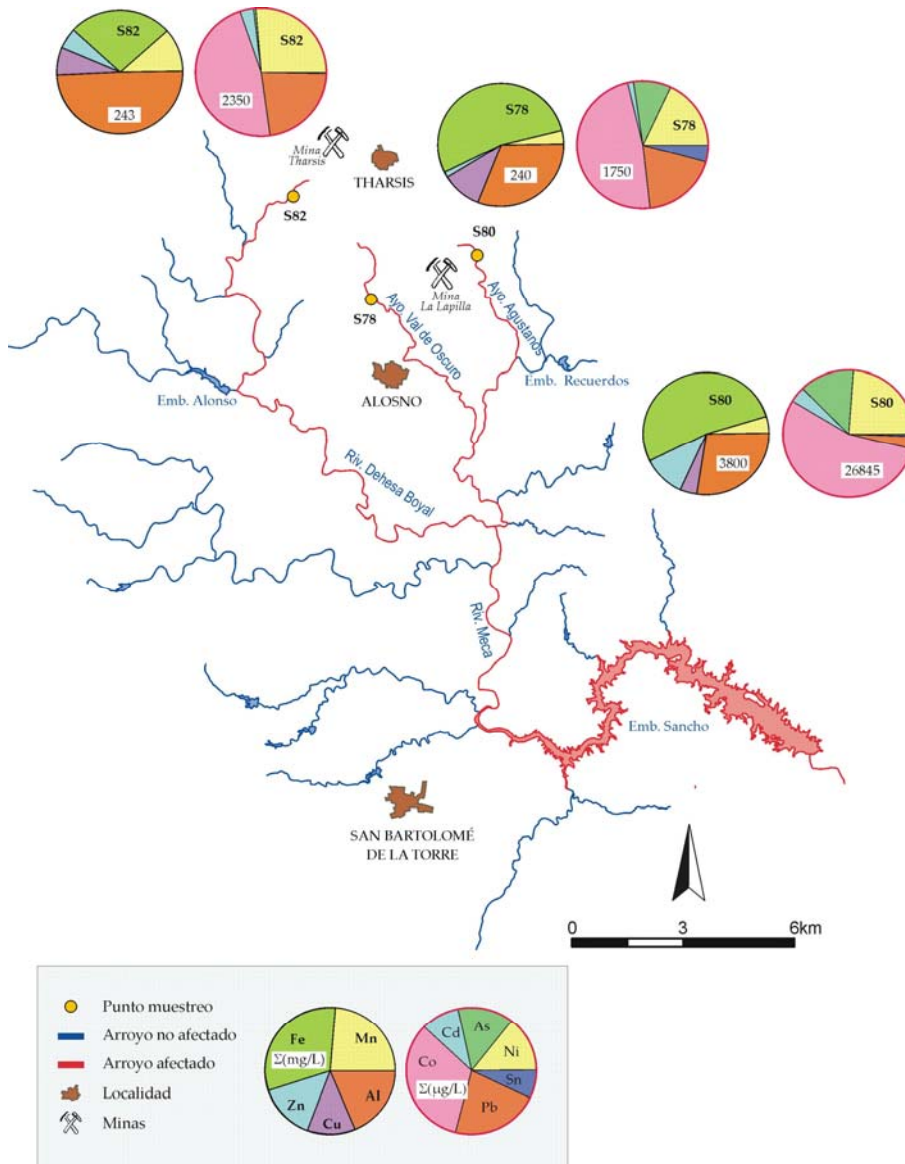 S82
S82
243
2350
S78
S78
240
1750
Mina
Tharsis
THARSIS
S82
S80
Mina
La Lapilla
S78
Ayo. Val de Oscuro
Ayo. Agustanos
Emb. Recuerdos
Emb. Alonso
ALOSNO
S80
S80
3800
26845
Riv. Dehesa Boyal
Riv. Meca
Emb. Sancho
SAN BARTOLOMÉ
DE LA TORRE
0 3 6km
Punto muestreo
Arroyo no afectado
Arroyo afectado
Localidad
Minas
Fe
Mn
Σ(mg/L)
Zn
Al
Cu
Cd
As
Co
Ni
Σ(µg/L)
Sn
Pb